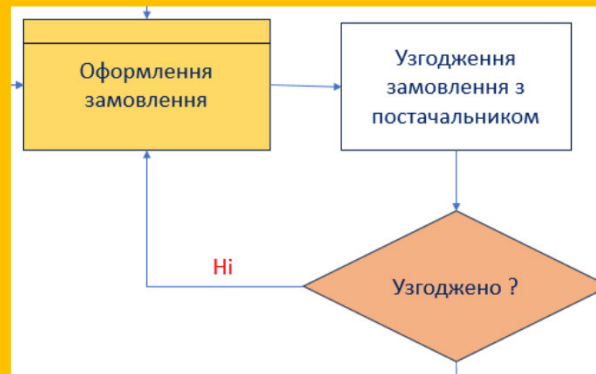 Оформлення
замовлення
Узгодження
замовлення з
постачальником
Ні
Узгоджено ?